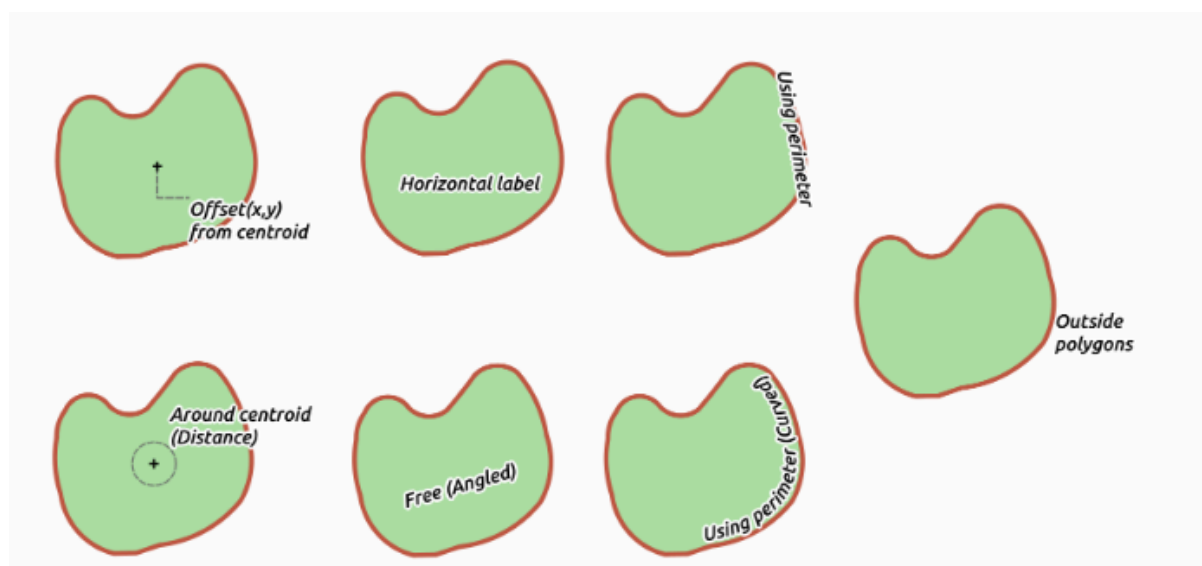 Offset(x,y)
from centroid
Horizontal label
Using perimeter
Outside
polygons
Around centroid
(Distance)
Free (Angled)
Using perimeter (Curved)